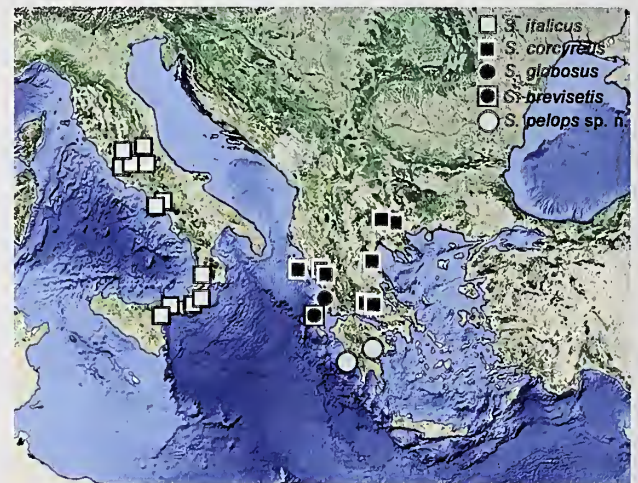 S. italicus
S. corcyreus
S. globosus
S. brevisetis
S. pelops sp. n.